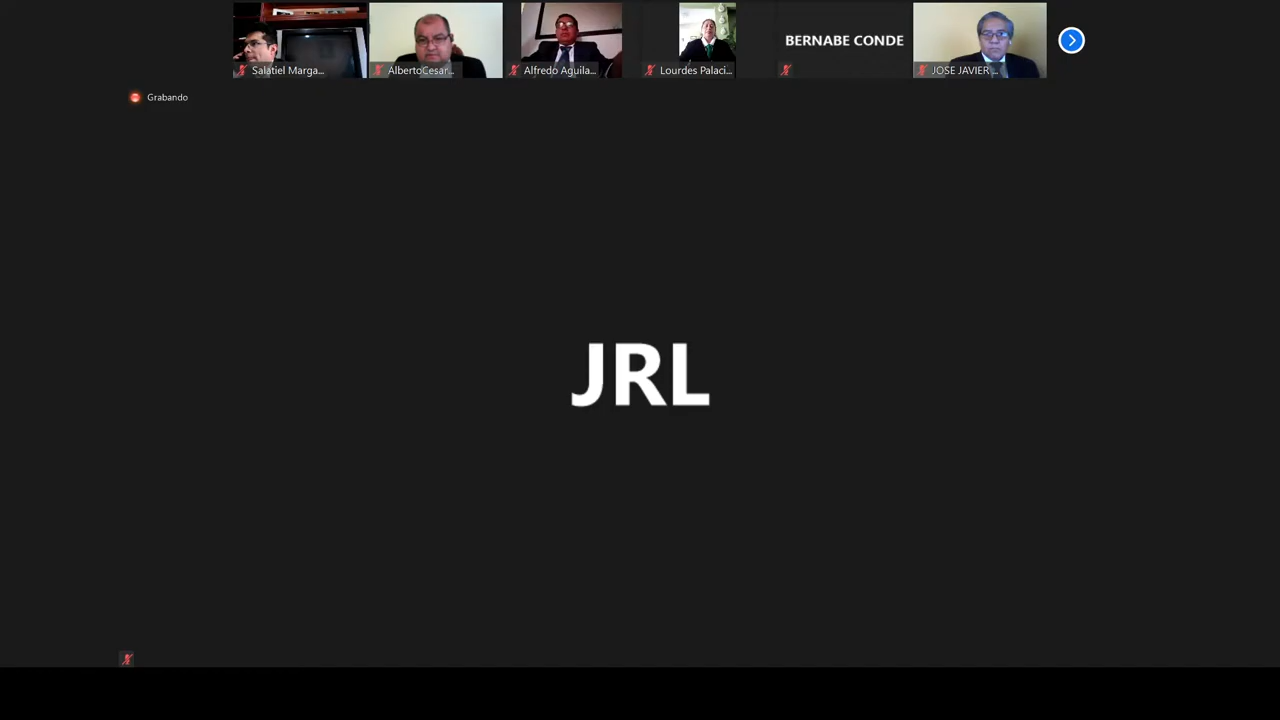 Salatiel Marga...
AlbertoCesar...
Alfredo Aguila...
Lourdes Palaci...
BERNABE CONDE
JOSE JAVIER ...
Grabando
JRL